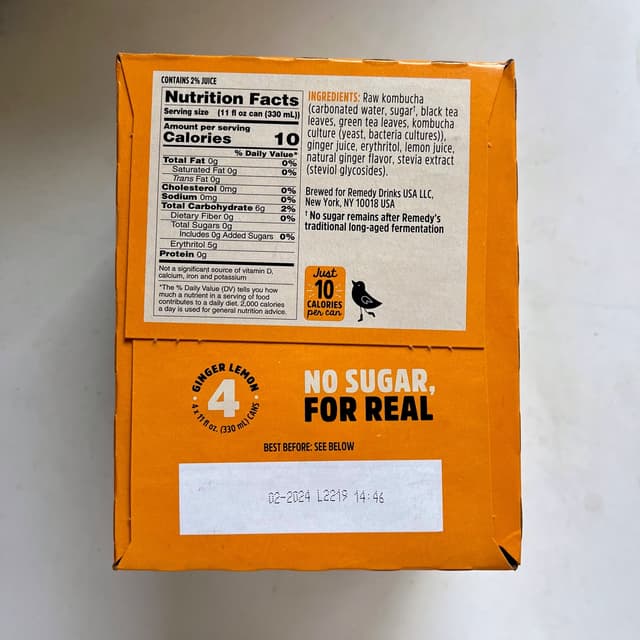 CONTAINS 2% JUICE
Nutrition Facts
Serving size (11 fl oz can (330 mL))
Amount per serving
Calories 10
% Daily Value*
Total Fat 0g 0%
Saturated Fat 0g 0%
Trans Fat 0g
Cholesterol 0mg 0%
Sodium 0mg 0%
Total Carbohydrate 6g 2%
Dietary Fiber 0g 0%
Total Sugars 0g
Includes 0g Added Sugars 0%
Erythritol 5g
Protein 0g
Not a significant source of vitamin D,
calcium, iron and potassium
*The % Daily Value (DV) tells you how
much a nutrient in a serving of food
contributes to a daily diet. 2,000 calories
a day is used for general nutrition advice.
INGREDIENTS: Raw kombucha
(carbonated water, sugar†, black tea
leaves, green tea leaves, kombucha
culture (yeast, bacteria cultures)),
ginger juice, erythritol, lemon juice,
natural ginger flavor, stevia extract
(steviol glycosides).
Brewed for Remedy Drinks USA LLC,
New York, NY 10018 USA
† No sugar remains after Remedy's
traditional long-aged fermentation
Just
10
CALORIES
per can
GINGER LEMON
4
4 x 11 fl oz. (330 mL) CANS
NO SUGAR,
FOR REAL
BEST BEFORE: SEE BELOW
02-2024 L2219 14:46